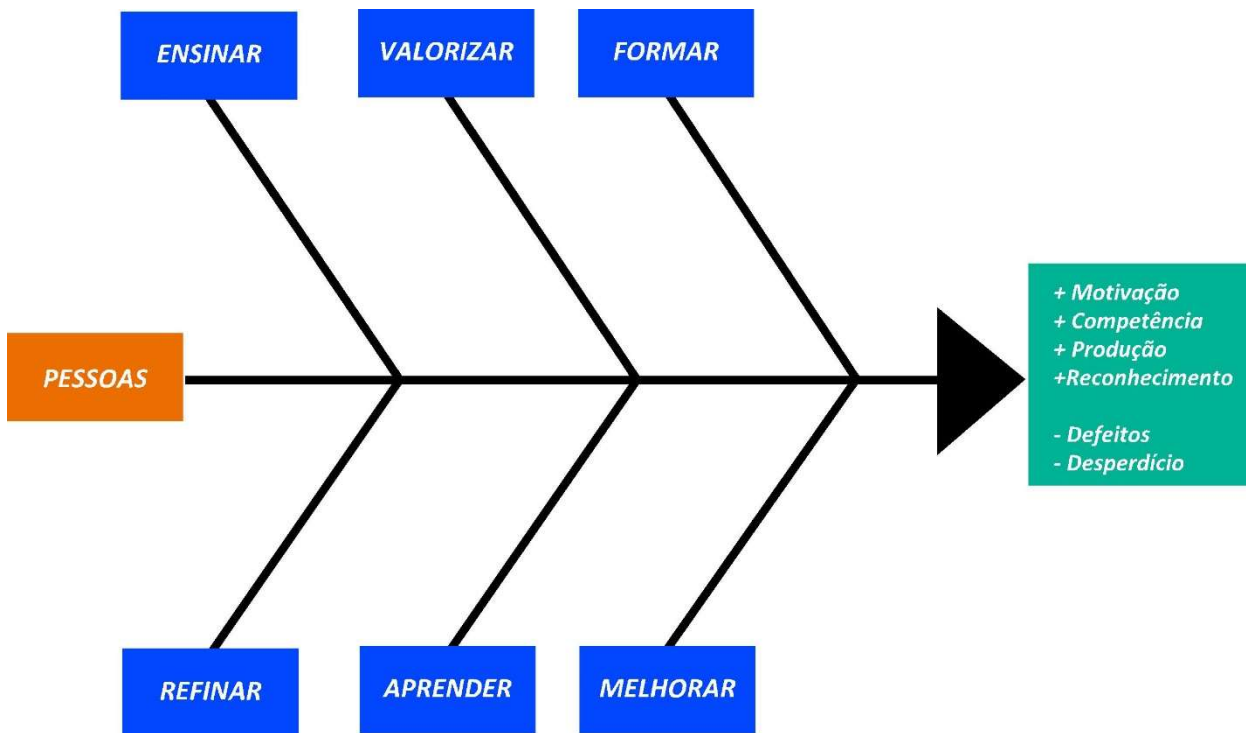 ENSINAR
VALORIZAR
FORMAR
PESSOAS
+ Motivação
+ Competência
+ Produção
+Reconhecimento
- Defeitos
- Desperdício
REFINAR
APRENDER
MELHORAR